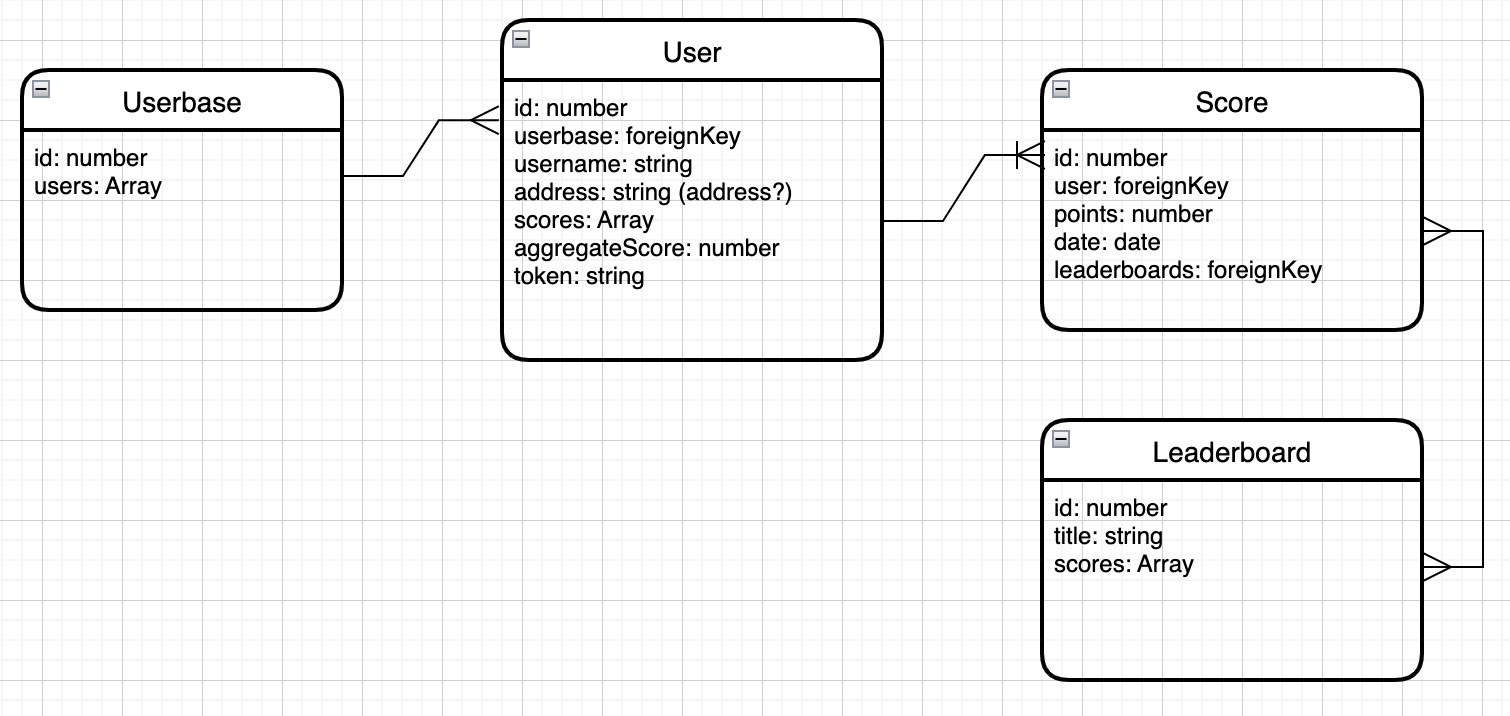 Userbase
id: number
users: Array
User
id: number
userbase: foreignKey
username: string
address: string (address?)
scores: Array
aggregateScore: number
token: string
Score
id: number
user: foreignKey
points: number
date: date
leaderboards: foreignKey
Leaderboard
id: number
title: string
scores: Array